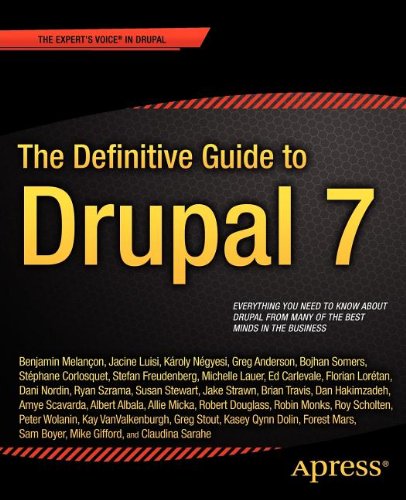 THE EXPERT'S VOICE® IN DRUPAL
The Definitive Guide to
Drupal 7
EVERYTHING YOU NEED TO KNOW ABOUT
DRUPAL FROM MANY OF THE BEST
MINDS IN THE BUSINESS
Benjamin Melançon, Jacine Luisi, Károly Négyesi, Greg Anderson, Bojhan Somers,
Stéphane Corlosquet, Stefan Freudenberg, Michelle Lauer, Ed Carlevale, Florian Lorétan,
Dani Nordin, Ryan Szrama, Susan Stewart, Jake Strawn, Brian Travis, Dan Hakimzadeh,
Amye Scavarda, Albert Albala, Allie Micka, Robert Douglass, Robin Monks, Roy Scholten,
Peter Wolanin, Kay VanValkenburgh, Greg Stout, Kasey Qynn Dolin, Forest Mars,
Sam Boyer, Mike Gifford, and Claudina Sarahe
Apress®